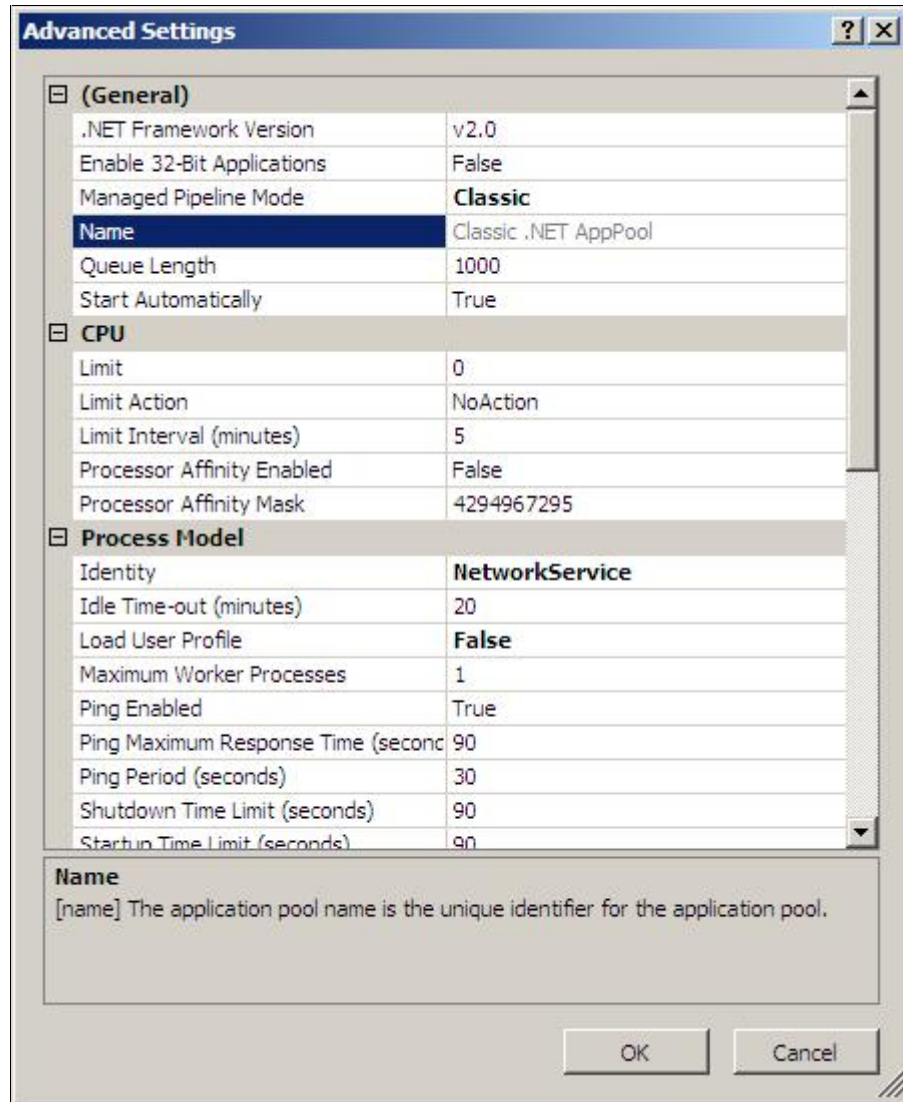 Advanced Settings
(General)
.NET Framework Version v2.0
Enable 32-Bit Applications False
Managed Pipeline Mode Classic
Name Classic .NET AppPool
Queue Length 1000
Start Automatically True
CPU
Limit 0
Limit Action NoAction
Limit Interval (minutes) 5
Processor Affinity Enabled False
Processor Affinity Mask 4294967295
Process Model
Identity NetworkService
Idle Time-out (minutes) 20
Load User Profile False
Maximum Worker Processes 1
Ping Enabled True
Ping Maximum Response Time (second 90
Ping Period (seconds) 30
Shutdown Time Limit (seconds) 90
Startup Time Limit (seconds) 90
Name
[name] The application pool name is the unique identifier for the application pool.
OK Cancel